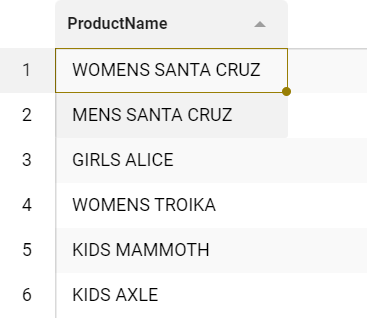 ProductName
1 WOMENS SANTA CRUZ
2 MENS SANTA CRUZ
3 GIRLS ALICE
4 WOMENS TROIKA
5 KIDS MAMMOTH
6 KIDS AXLE